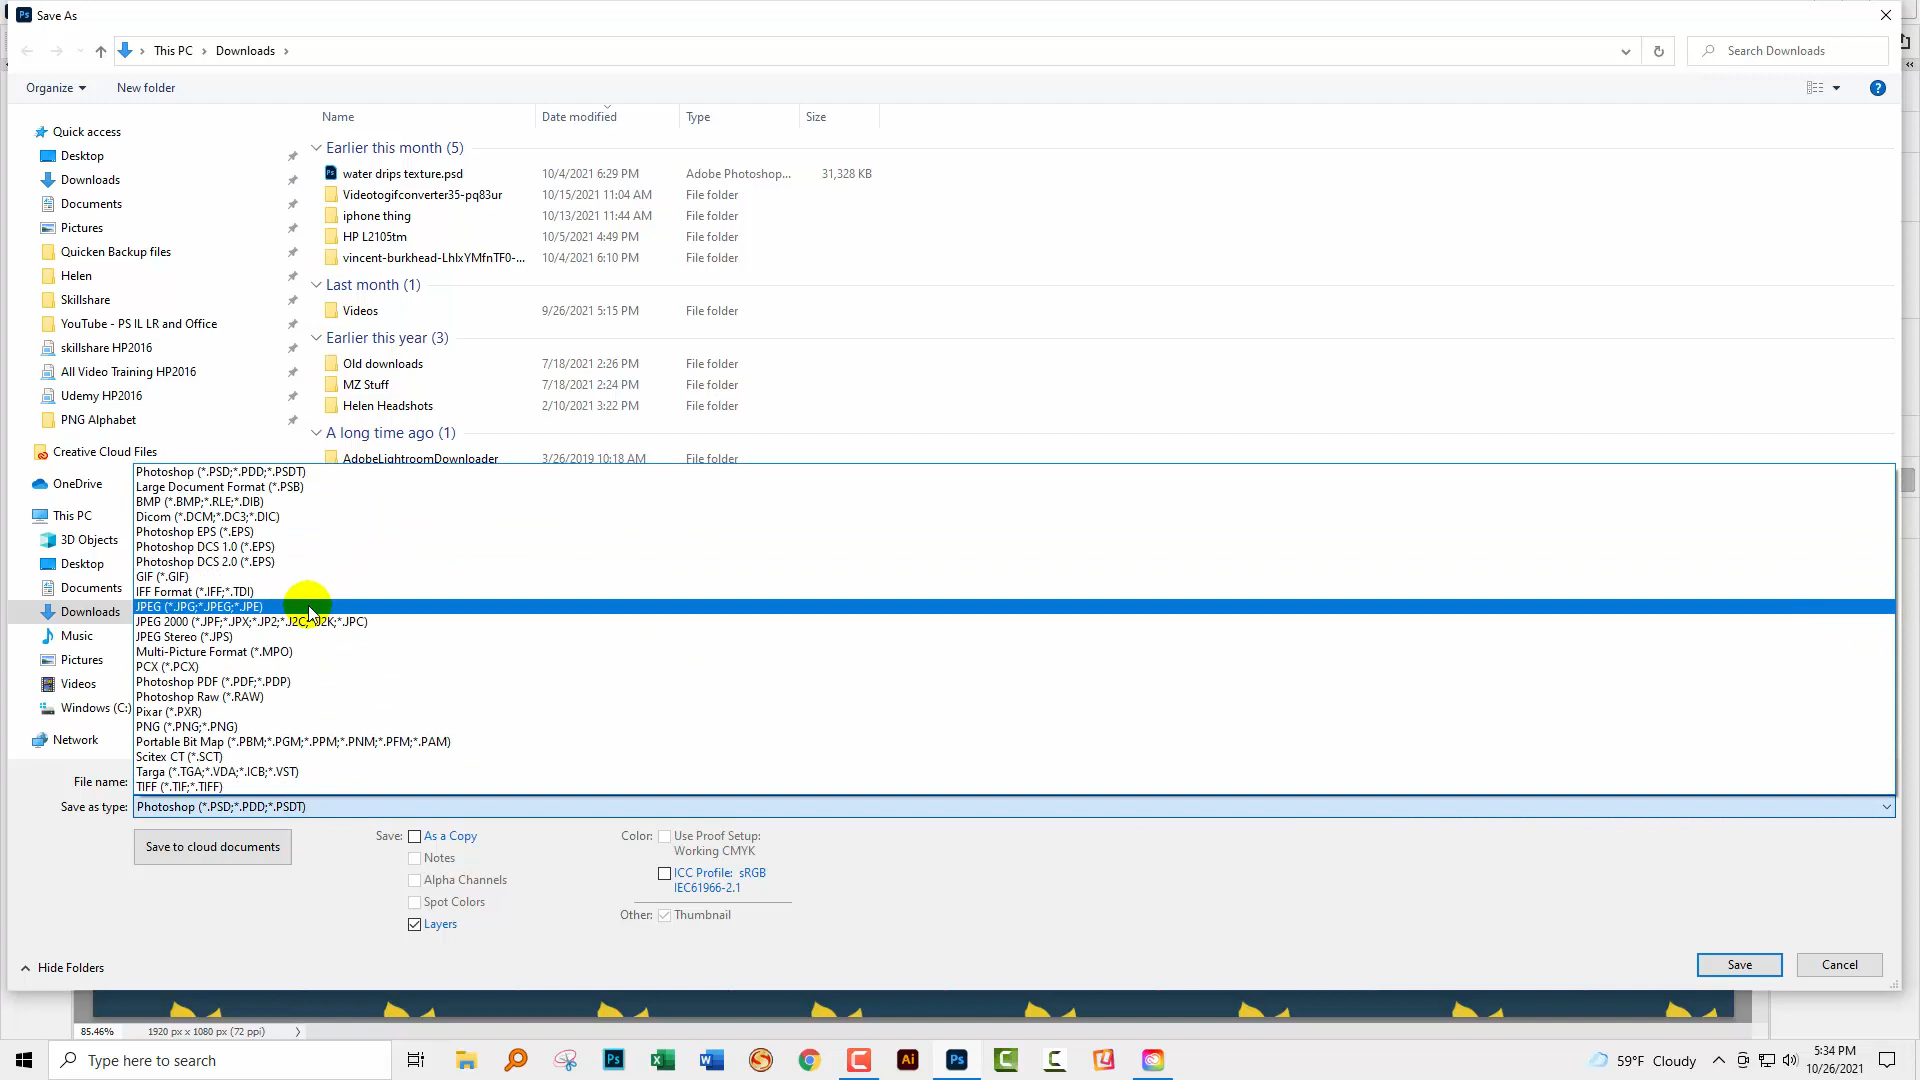 Save As
This PC
Downloads
Search Downloads
Organize
New folder
Name
Date modified
Type
Size
Quick access
Desktop
Downloads
Documents
Pictures
Quicken Backup files
Helen
Skillshare
YouTube - PS IL LR and Office
skillshare HP2016
All Video Training HP2016
Udemy HP2016
PNG Alphabet
Creative Cloud Files
OneDrive
This PC
3D Objects
Desktop
Documents
Downloads
Music
Pictures
Videos
Windows (C:)
Network
Earlier this month (5)
water drips texture.psd 10/4/2021 6:29 PM Adobe Photoshop... 31,328 KB
Videotogifconverter35-pq83ur 10/15/2021 11:04 AM File folder
iphone thing 10/13/2021 11:44 AM File folder
HP L2105tm 10/5/2021 4:49 PM File folder
vincent-burkhead-LhIxYMfnTF0-... 10/4/2021 6:10 PM File folder
Last month (1)
Videos 9/26/2021 5:15 PM File folder
Earlier this year (3)
Old downloads 7/18/2021 2:26 PM File folder
MZ Stuff 7/18/2021 2:24 PM File folder
Helen Headshots 2/10/2021 3:22 PM File folder
A long time ago (1)
AdobeLightroomDownloader 3/26/2019 10:18 AM File folder
Photoshop (*.PSD;*.PDD;*.PSDT)
Large Document Format (*.PSB)
BMP (*.BMP;*.RLE;*.DIB)
Dicom (*.DCM;*.DC3;*.DIC)
Photoshop EPS (*.EPS)
Photoshop DCS 1.0 (*.EPS)
Photoshop DCS 2.0 (*.EPS)
GIF (*.GIF)
IFF Format (*.IFF;*.TDI)
JPEG (*.JPG;*.JPEG;*.JPE)
JPEG 2000 (*.JPF;*.JPX;*.JP2;*.J2C;*.J2K;*.JPC)
JPEG Stereo (*.JPS)
Multi-Picture Format (*.MPO)
PCX (*.PCX)
Photoshop PDF (*.PDF;*.PDP)
Photoshop Raw (*.RAW)
Pixar (*.PXR)
PNG (*.PNG;*.PNG)
Portable Bit Map (*.PBM;*.PGM;*.PPM;*.PNM;*.PFM;*.PAM)
Scitex CT (*.SCT)
Targa (*.TGA;*.VDA;*.ICB;*.VST)
TIFF (*.TIF;*.TIFF)
File name:
Save as type: Photoshop (*.PSD;*.PDD;*.PSDT)
Save to cloud documents
Save: As a Copy
Notes
Alpha Channels
Spot Colors
Layers
Color: Use Proof Setup:
Working CMYK
ICC Profile: sRGB
IEC61966-2.1
Other: Thumbnail
Hide Folders
Save
Cancel
85.46% 1920 px x 1080 px (72 ppi)
Type here to search
59°F Cloudy
5:34 PM
10/26/2021